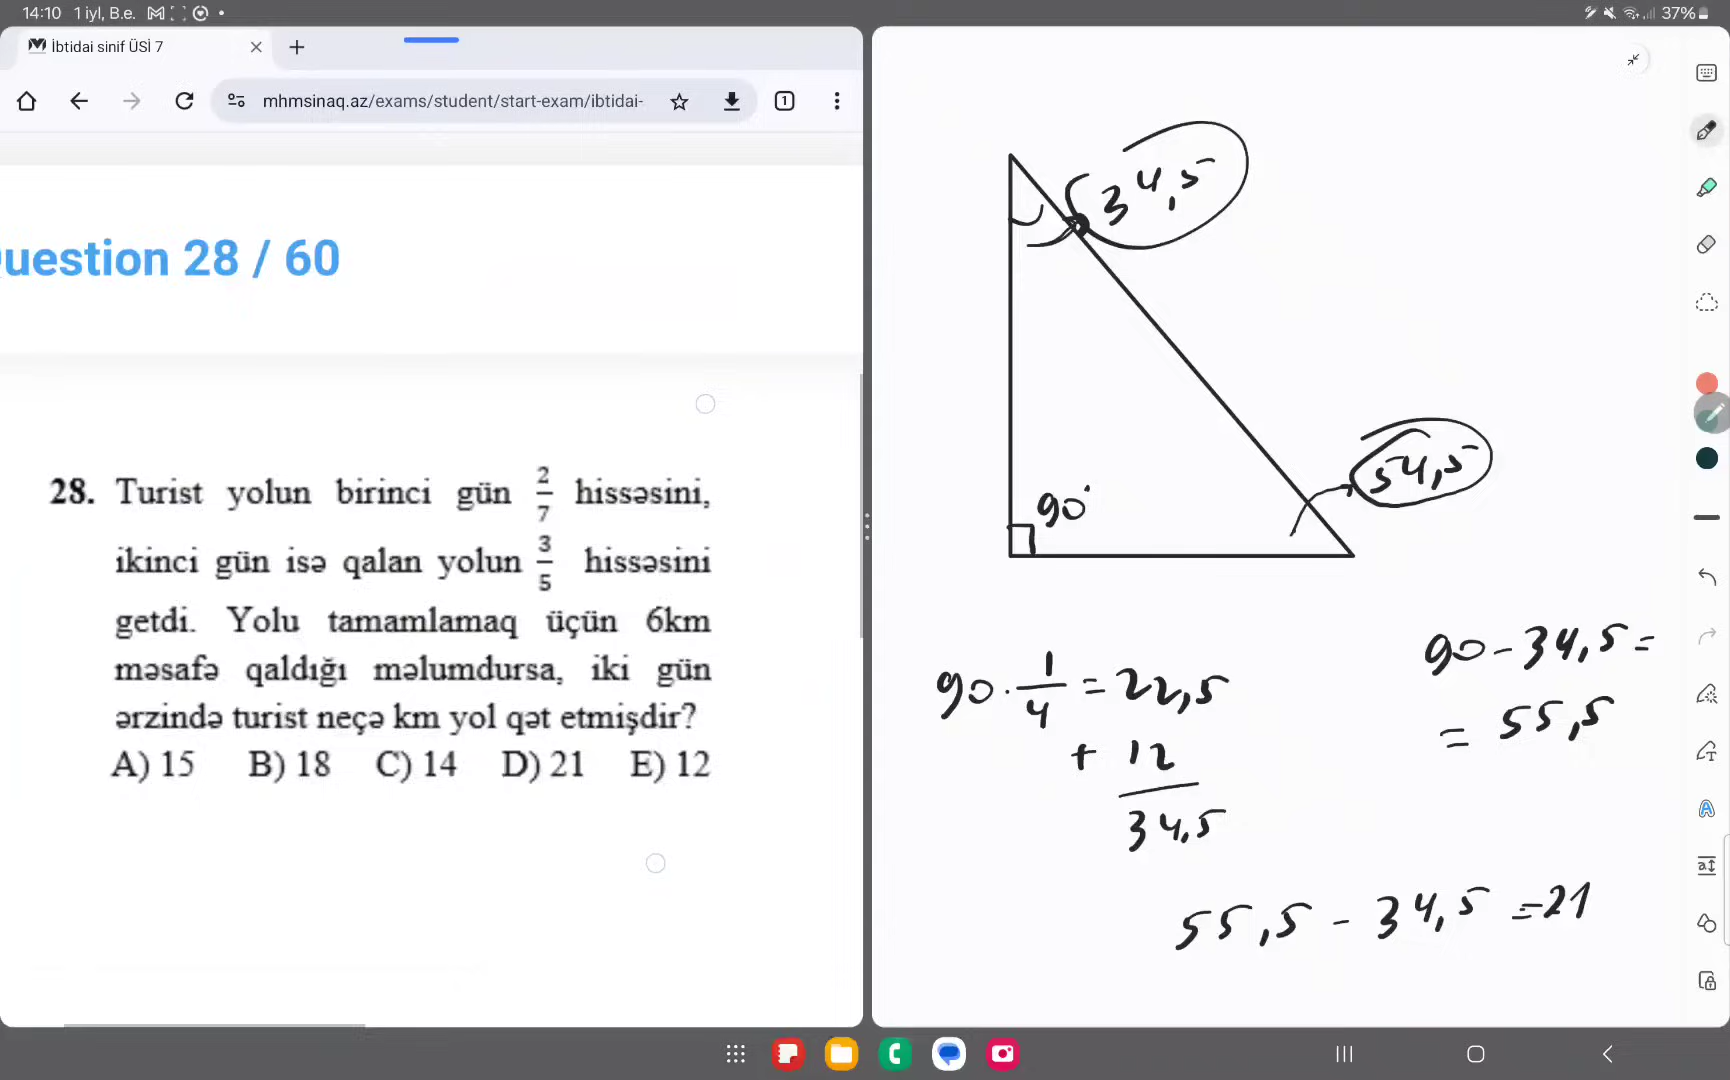 14:10 1 iyl, B.e.
37%
İbtidai sinif ÜSİ 7
mhmsinaq.az/exams/student/start-exam/ibtidai-
1
uestion 28 / 60
28. Turist yolun birinci gün 2/7 hissəsini,
ikinci gün isə qalan yolun 3/5 hissəsini
getdi. Yolu tamamlamaq üçün 6km
məsafə qaldığı məlumdursa, iki gün
ərzində turist neçə km yol qət etmişdir?
A) 15 B) 18 C) 14 D) 21 E) 12
34,5
54,5
90°
90 · 1/4 = 22,5
+ 12
34,5
90 - 34,5 =
= 55,5
55,5 - 34,5 = 21